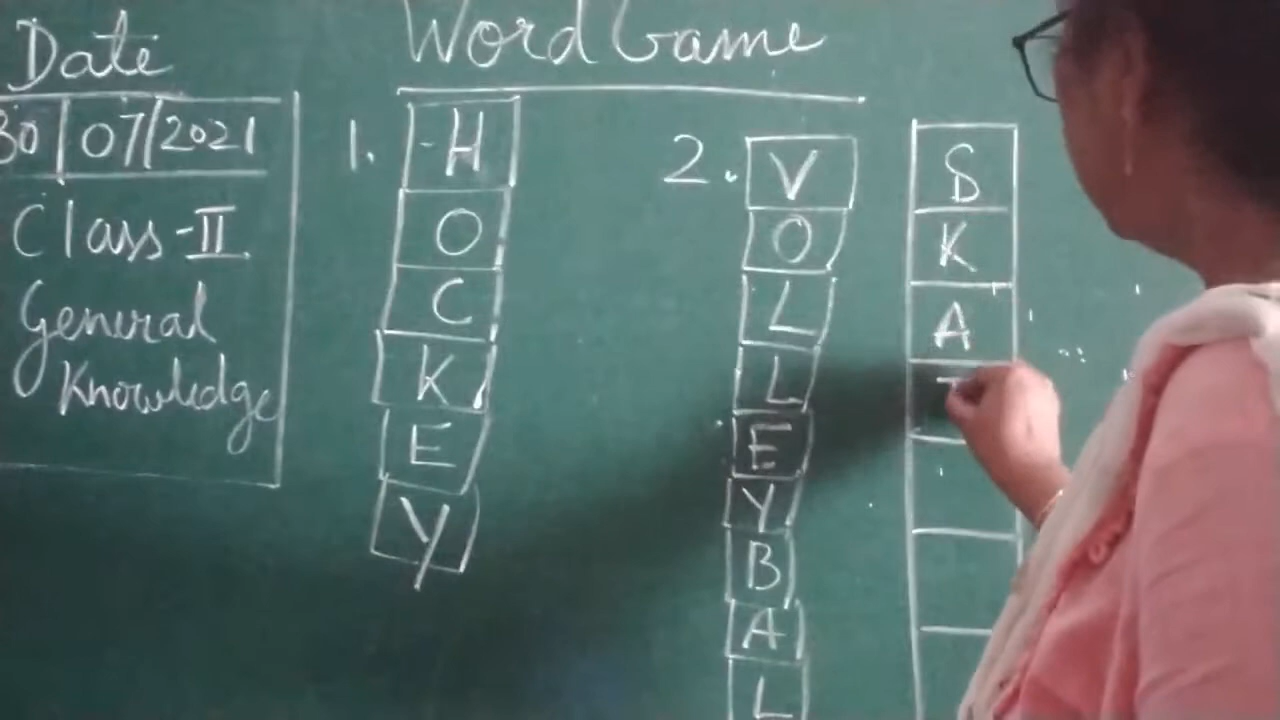 Date
30/07/2021
Class-II
General
Knowledge
Word Game
1.
H
O
C
K
E
Y
2.
V
O
L
L
E
Y
B
A
L
S
K
A
T